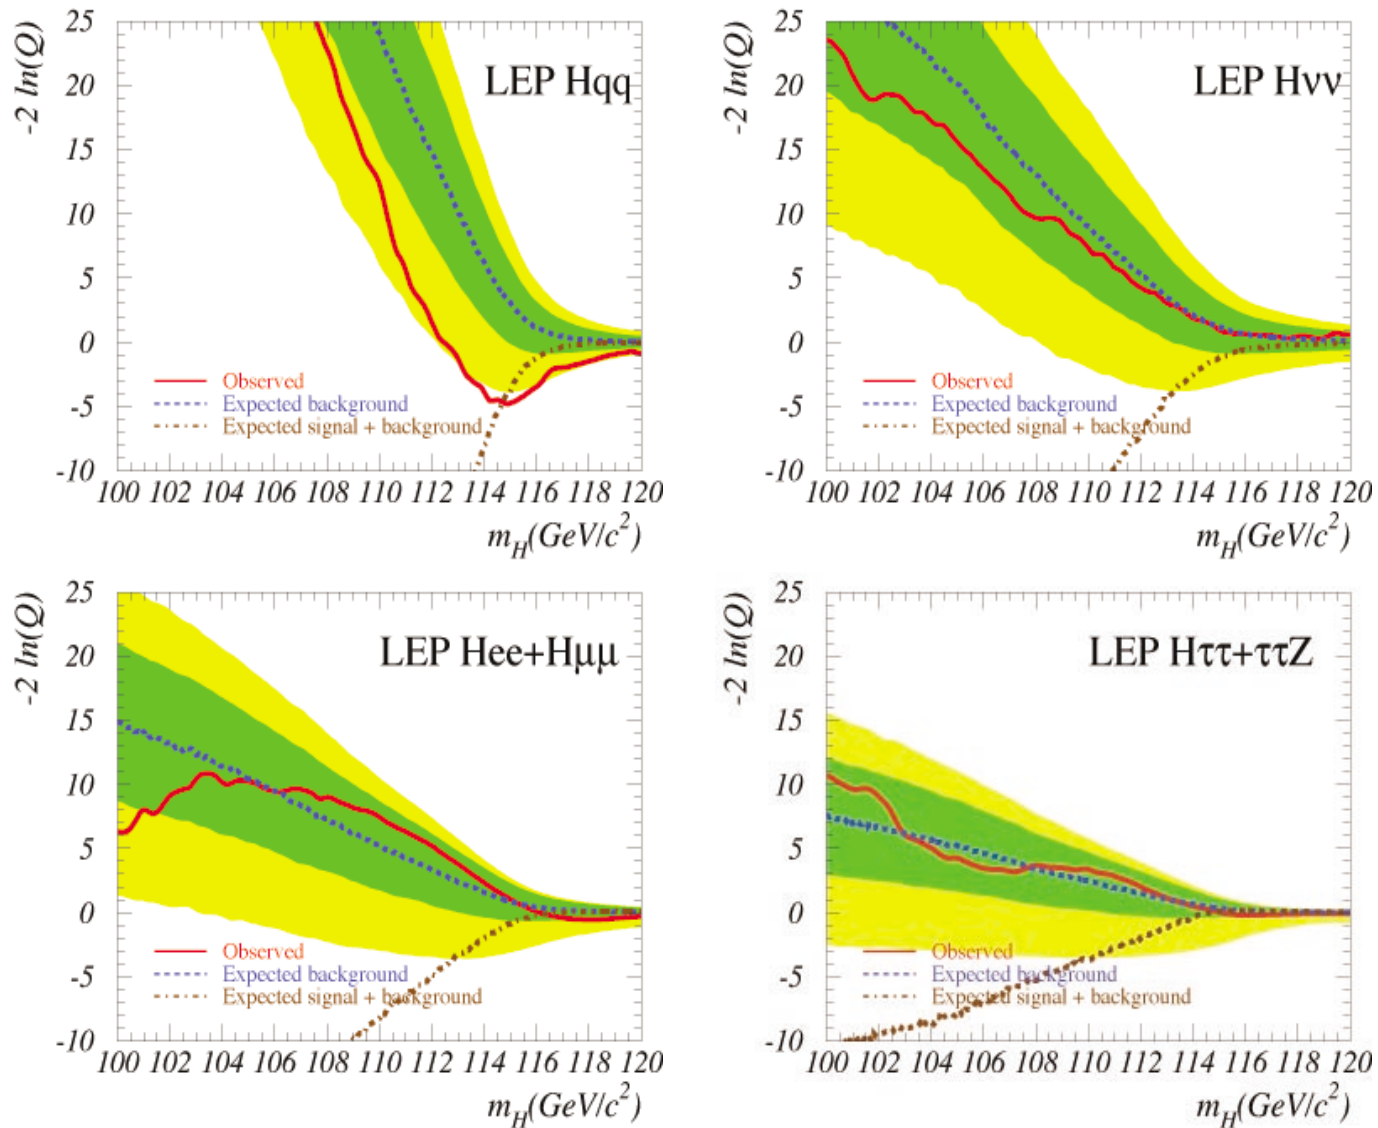 -2 ln(Q)
25
20
15
10
5
0
-5
-10
LEP Hqq
Observed
Expected background
Expected signal + background
100 102 104 106 108 110 112 114 116 118 120
m_H(GeV/c²)
-2 ln(Q)
25
20
15
10
5
0
-5
-10
LEP Hνν
Observed
Expected background
Expected signal + background
100 102 104 106 108 110 112 114 116 118 120
m_H(GeV/c²)
-2 ln(Q)
25
20
15
10
5
0
-5
-10
LEP Hee+Hμμ
Observed
Expected background
Expected signal + background
100 102 104 106 108 110 112 114 116 118 120
m_H(GeV/c²)
-2 ln(Q)
25
20
15
10
5
0
-5
-10
LEP Hττ+ττZ
Observed
Expected background
Expected signal + background
100 102 104 106 108 110 112 114 116 118 120
m_H(GeV/c²)